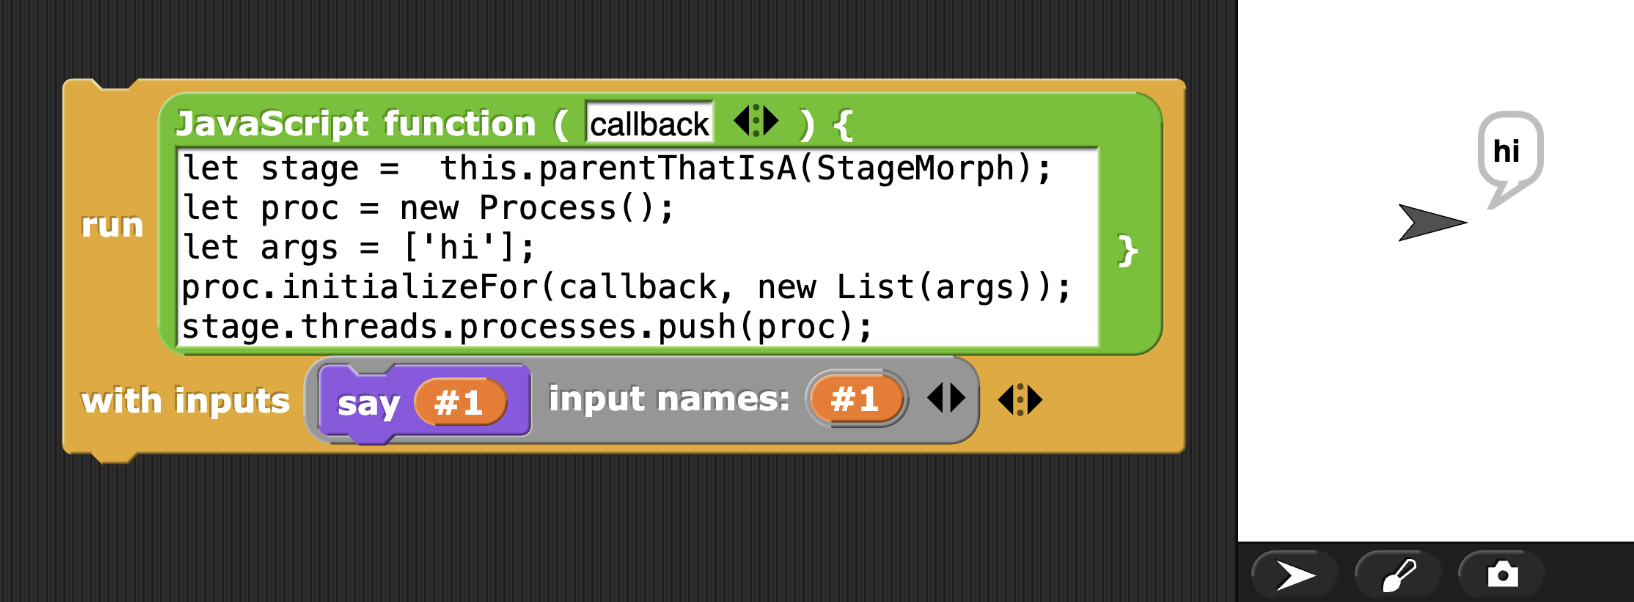 JavaScript function ( callback ) {
let stage =  this.parentThatIsA(StageMorph);
let proc = new Process();
let args = ['hi'];
proc.initializeFor(callback, new List(args));
stage.threads.processes.push(proc);
run
}
with inputs say #1 input names: #1
hi